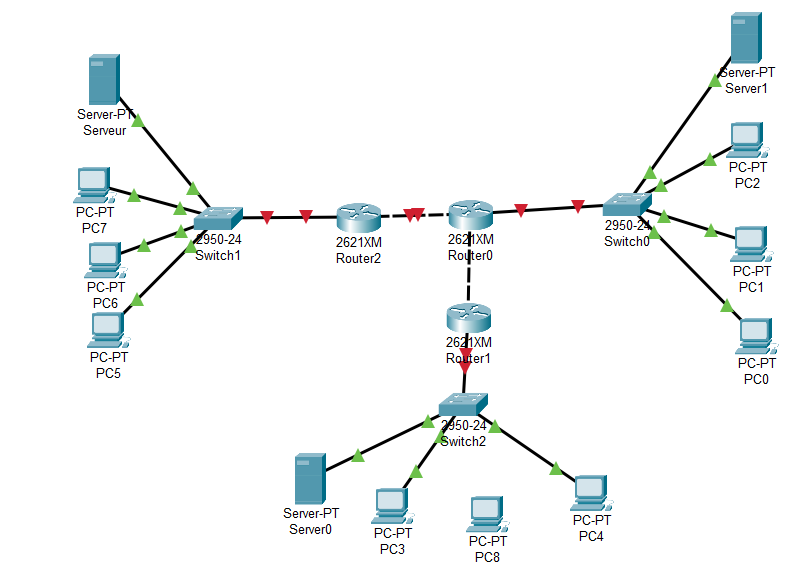 Server-PT
Server1
Server-PT
Serveur
PC-PT
PC2
PC-PT
PC7
2950-24
Switch1
2621XM
Router2
2621XM
Router0
2950-24
Switch0
PC-PT
PC6
PC-PT
PC1
PC-PT
PC5
2621XM
Router1
PC-PT
PC0
2950-24
Switch2
Server-PT
Server0
PC-PT
PC3
PC-PT
PC8
PC-PT
PC4